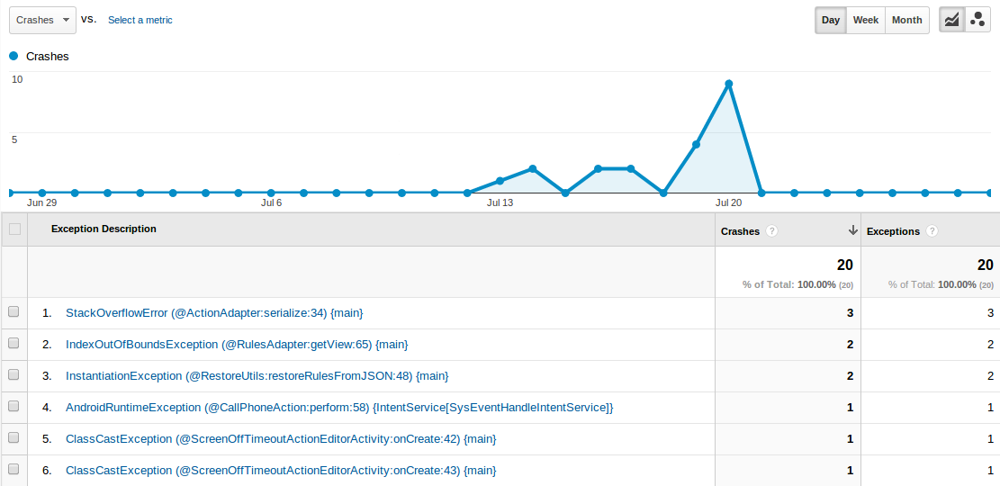 Crashes vs. Select a metric Day Week Month
Crashes
10
5
Jun 29 Jul 6 Jul 13 Jul 20
Exception Description Crashes ? Exceptions ?
20 20
% of Total: 100.00% (20) % of Total: 100.00% (20)
1. StackOverflowError (@ActionAdapter:serialize:34) {main} 3 3
2. IndexOutOfBoundsException (@RulesAdapter:getView:65) {main} 2 2
3. InstantiationException (@RestoreUtils:restoreRulesFromJSON:48) {main} 2 2
4. AndroidRuntimeException (@CallPhoneAction:perform:58) {IntentService[SysEventHandleIntentService]} 1 1
5. ClassCastException (@ScreenOffTimeoutActionEditorActivity:onCreate:42) {main} 1 1
6. ClassCastException (@ScreenOffTimeoutActionEditorActivity:onCreate:43) {main} 1 1